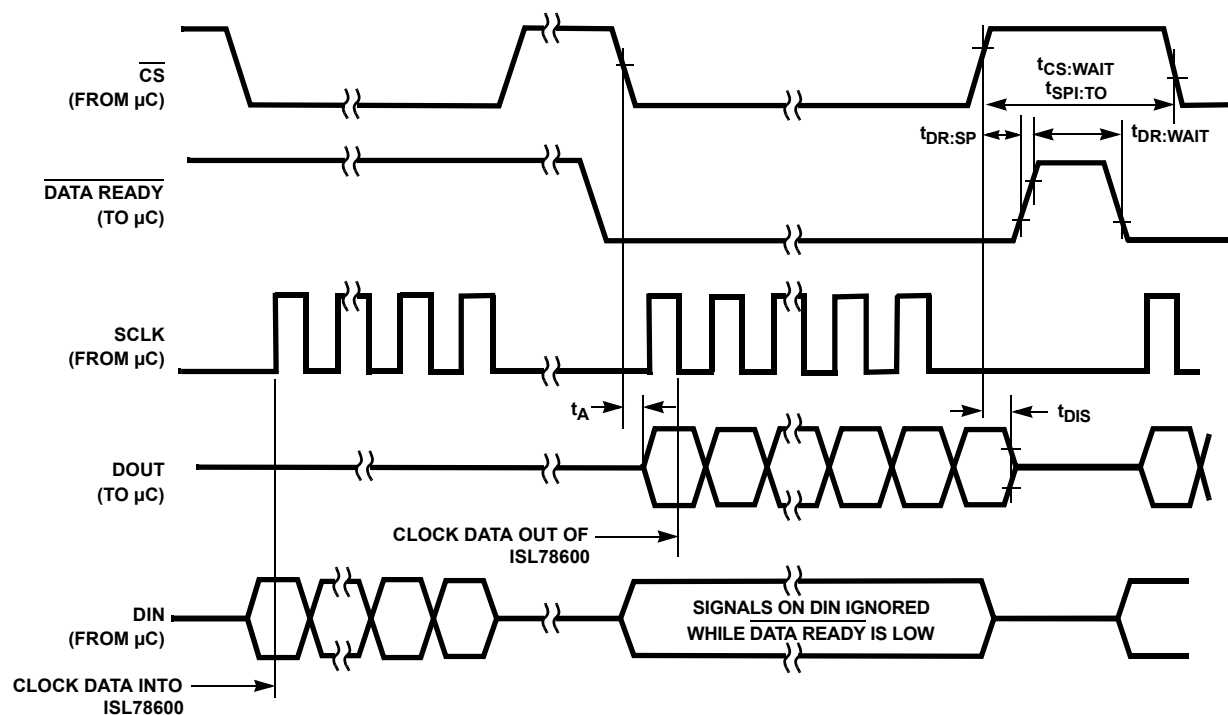 CS
(FROM µC)
tCS:WAIT
tSPI:TO
tDR:SP
tDR:WAIT
DATA READY
(TO µC)
SCLK
(FROM µC)
tA
tDIS
DOUT
(TO µC)
CLOCK DATA OUT OF
ISL78600
DIN
(FROM µC)
SIGNALS ON DIN IGNORED
WHILE DATA READY IS LOW
CLOCK DATA INTO
ISL78600